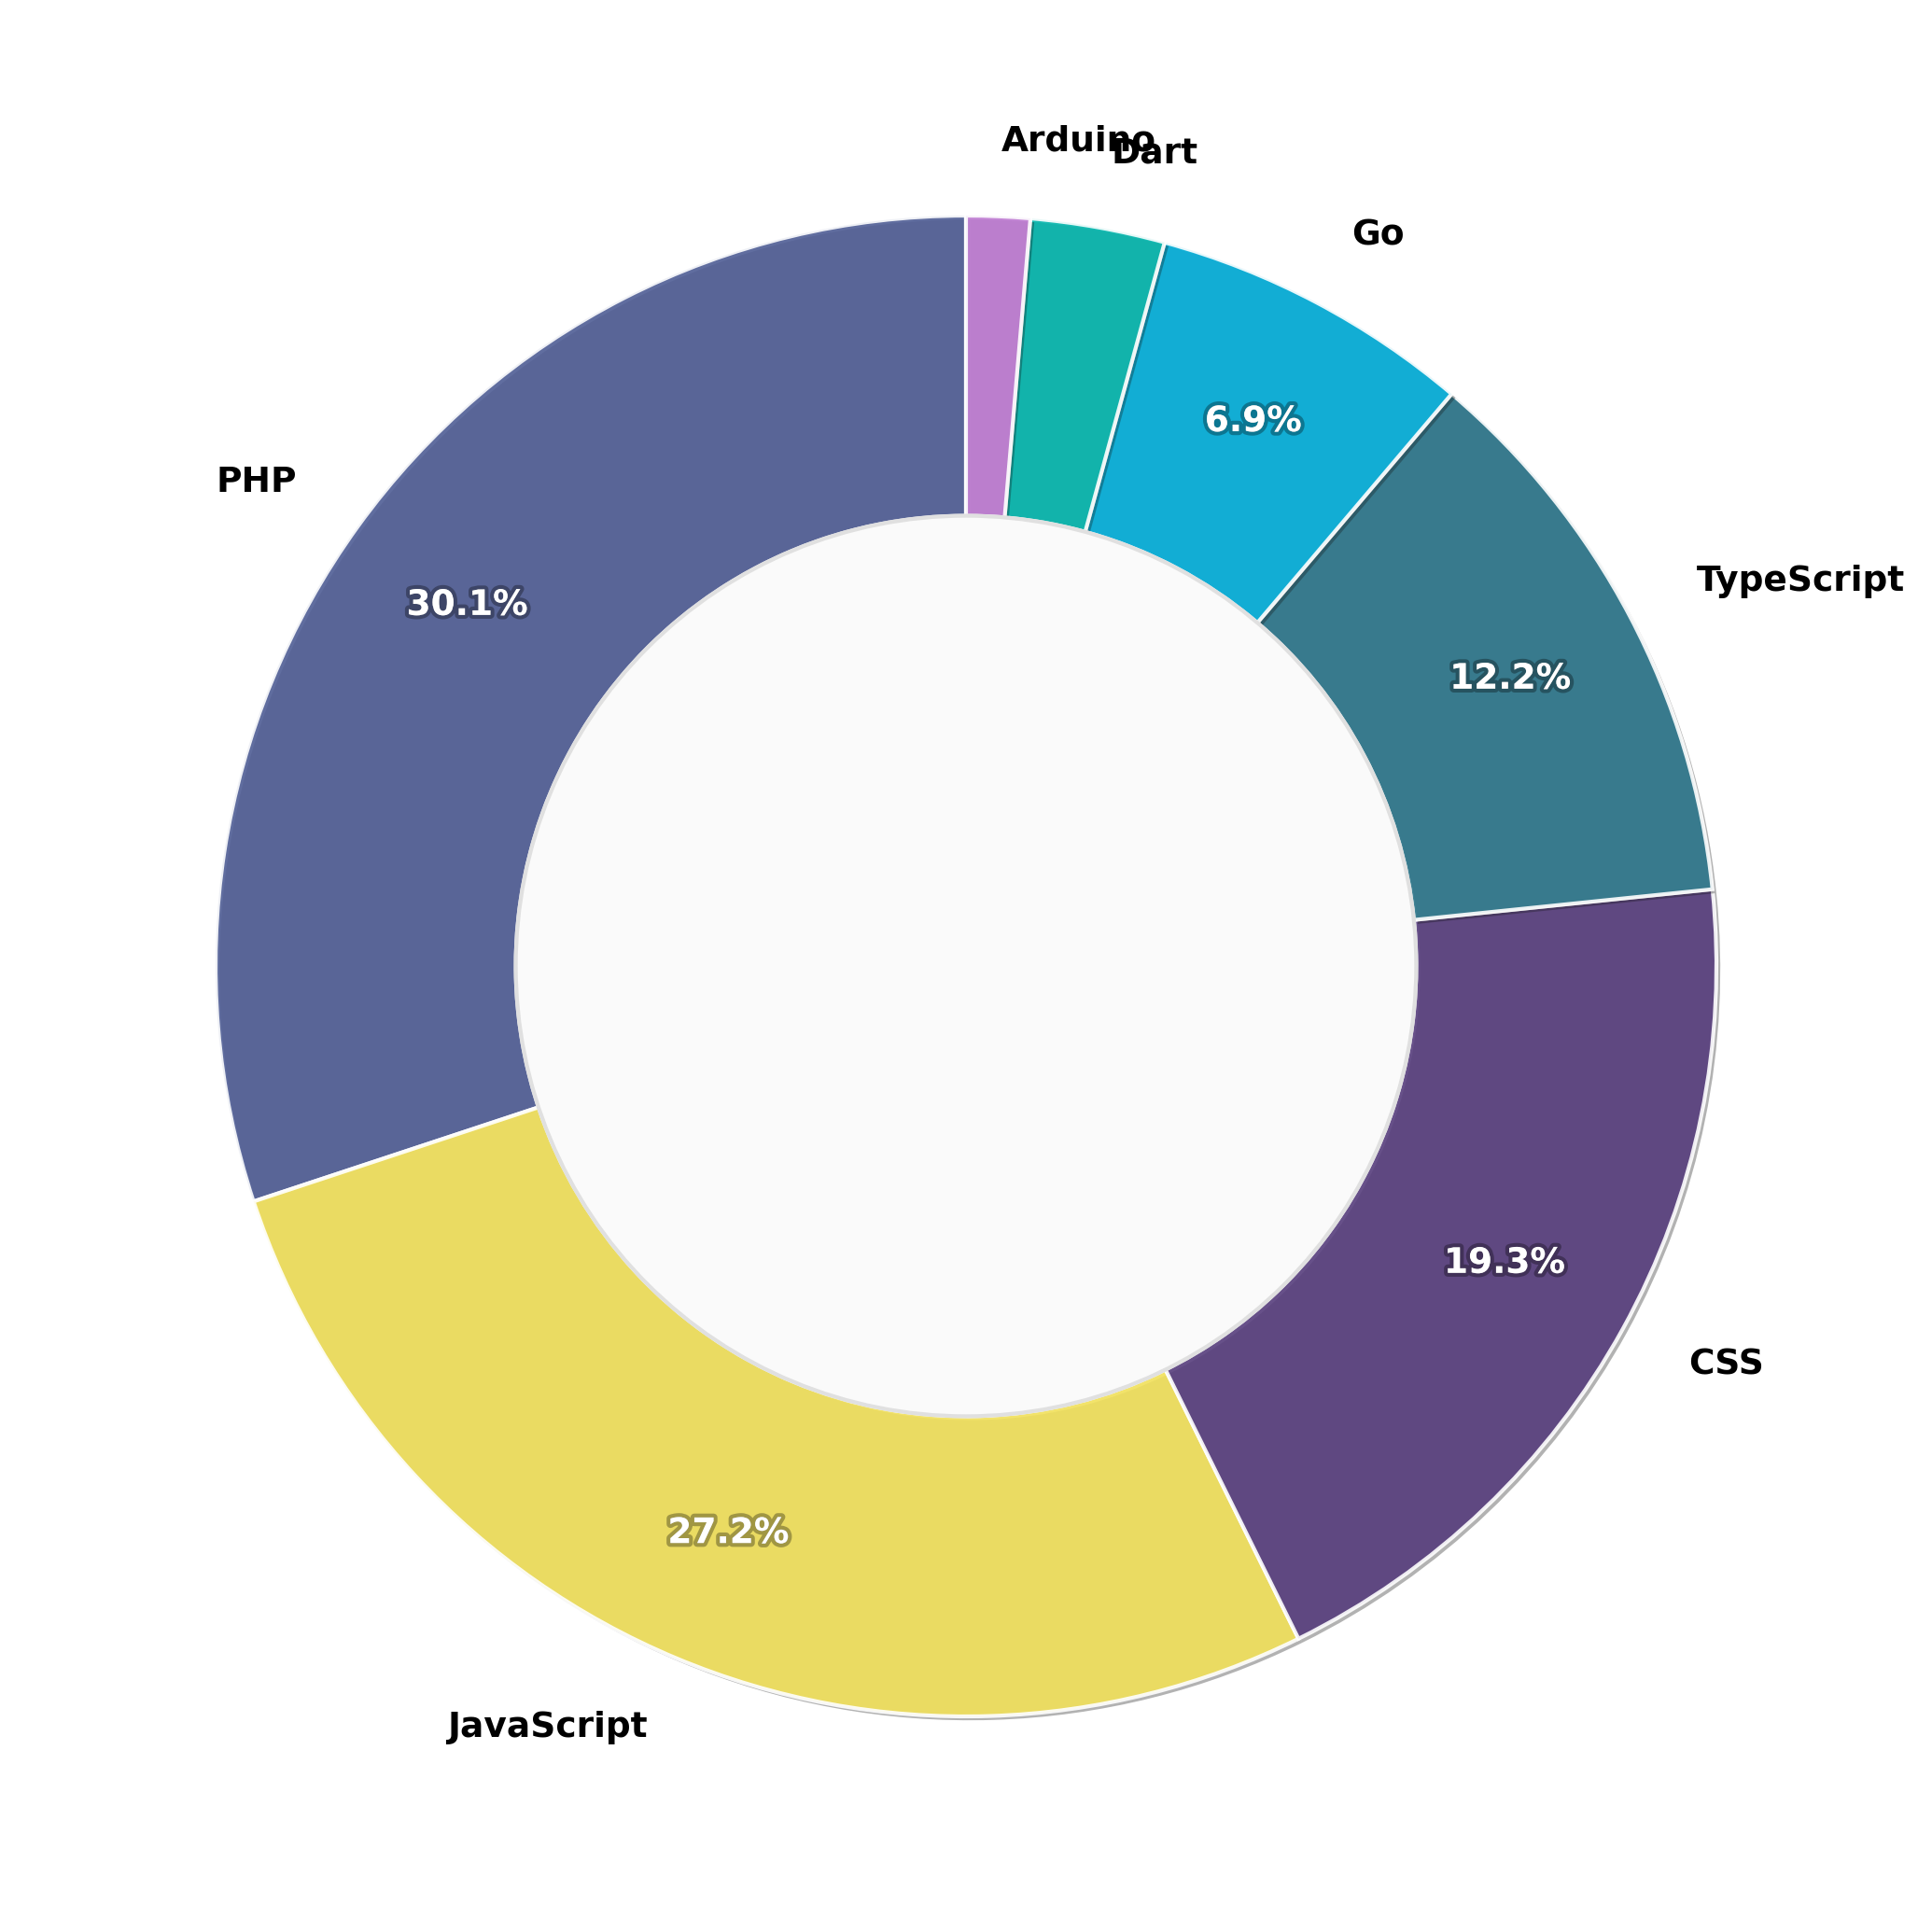 Arduino
Dart
Go
6.9%
PHP
TypeScript
30.1%
12.2%
19.3%
CSS
27.2%
JavaScript